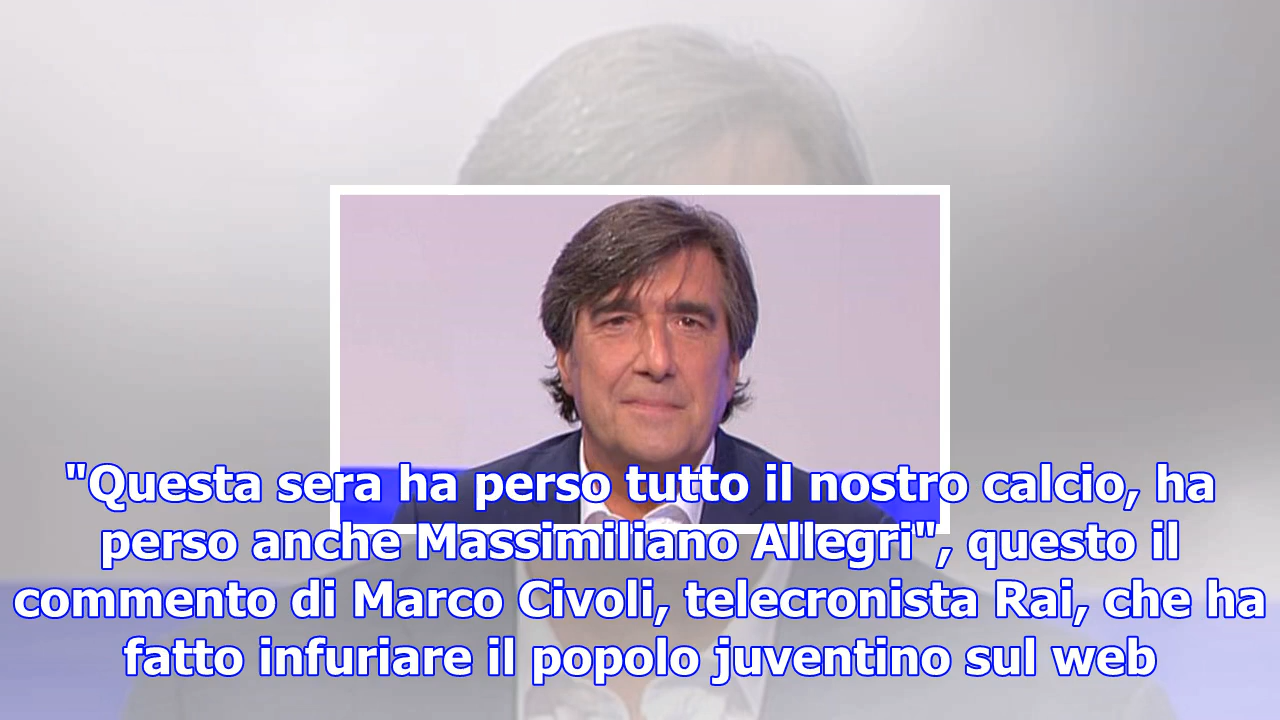 "Questa sera ha perso tutto il nostro calcio, ha
perso anche Massimiliano Allegri", questo il
commento di Marco Civoli, telecronista Rai, che ha
fatto infuriare il popolo juventino sul web